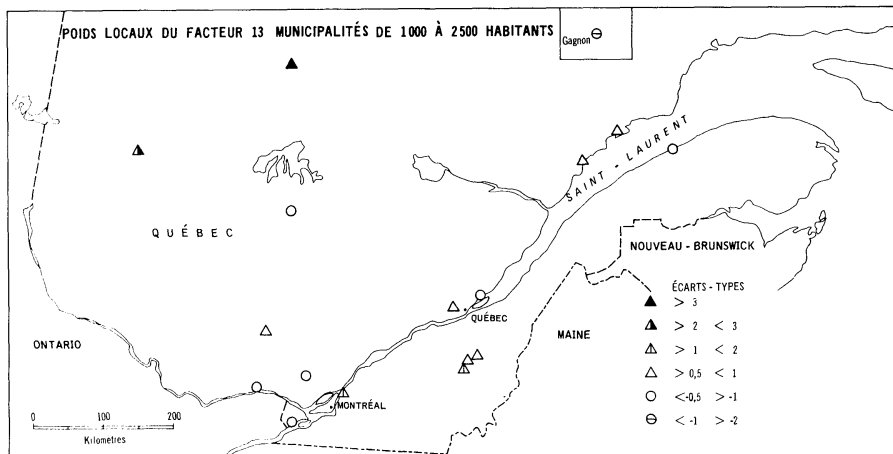 POIDS LOCAUX DU FACTEUR 13 MUNICIPALITÉS DE 1000 À 2500 HABITANTS
Gagnon
SAINT-LAURENT
QUÉBEC
NOUVEAU-BRUNSWICK
ÉCARTS-TYPES
> 3
> 2 < 3
> 1 < 2
> 0,5 < 1
<-0,5 >-1
< -1 >-2
QUÉBEC
MAINE
ONTARIO
MONTRÉAL
0 100 200
Kilometres